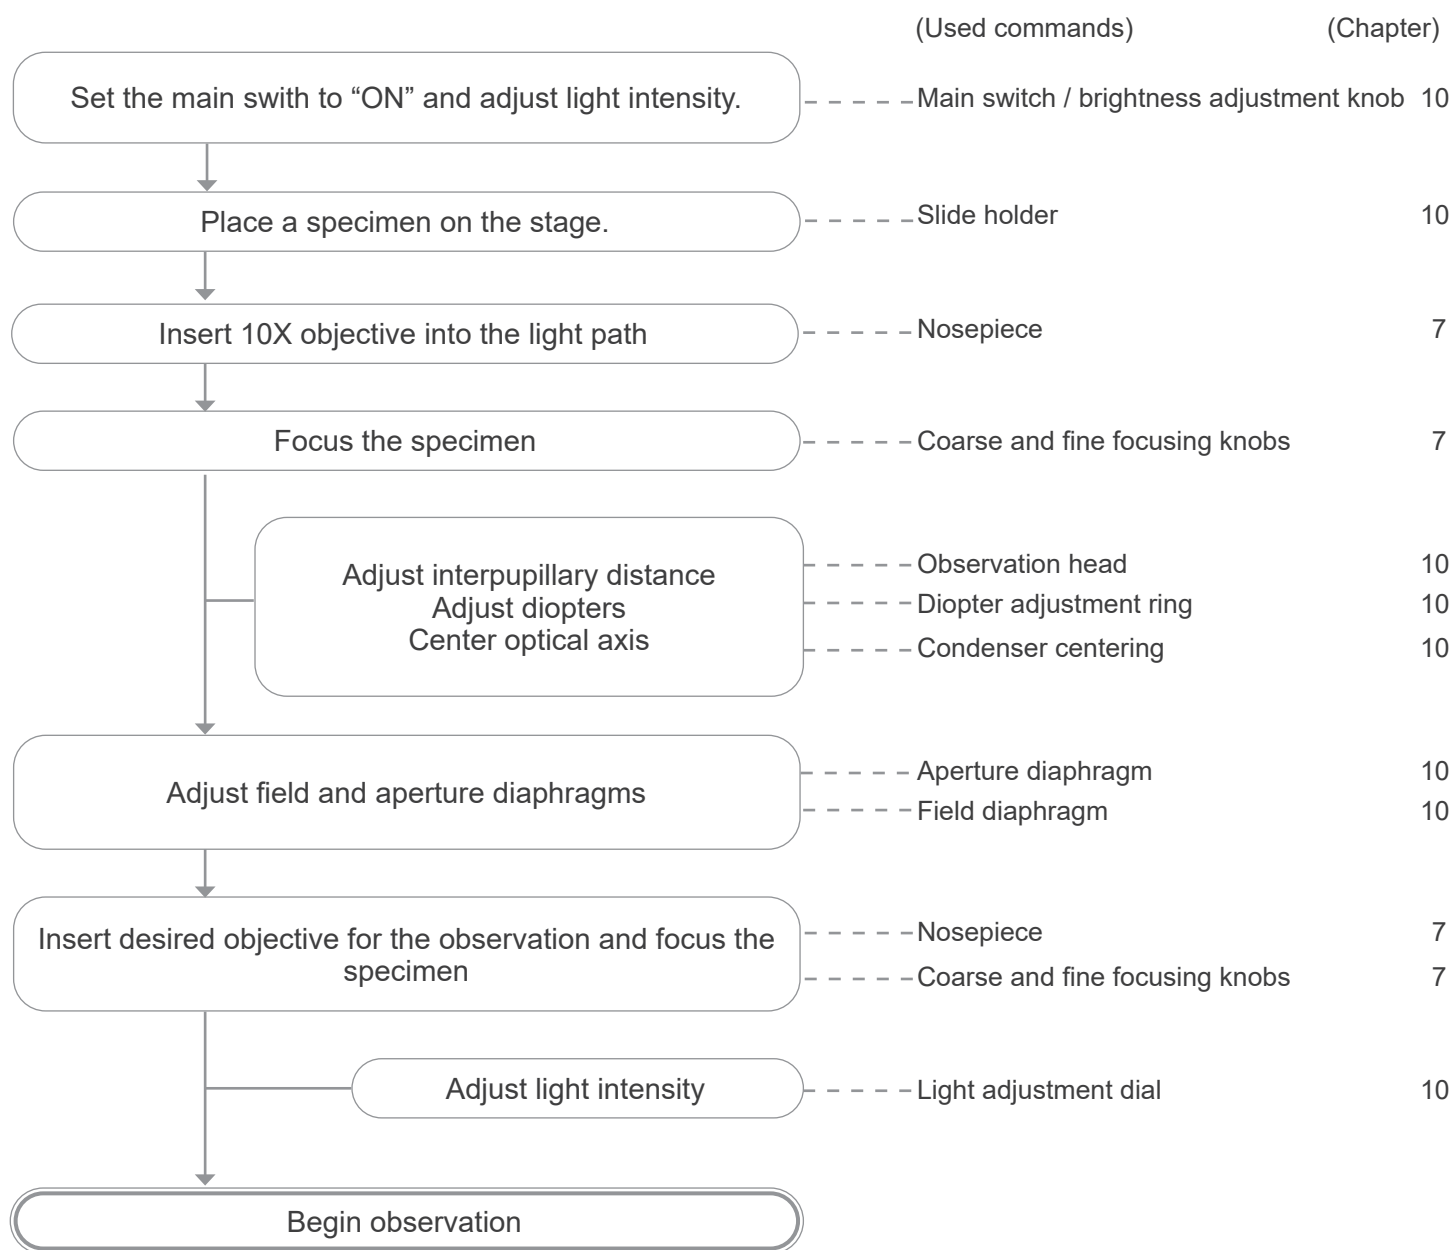 (Used commands) (Chapter)
Set the main swith to “ON” and adjust light intensity. Main switch / brightness adjustment knob 10
Place a specimen on the stage. Slide holder 10
Insert 10X objective into the light path Nosepiece 7
Focus the specimen Coarse and fine focusing knobs 7
Adjust interpupillary distance Observation head 10
Adjust diopters Diopter adjustment ring 10
Center optical axis Condenser centering 10
Adjust field and aperture diaphragms Aperture diaphragm 10
Field diaphragm 10
Insert desired objective for the observation and focus the Nosepiece 7
specimen Coarse and fine focusing knobs 7
Adjust light intensity Light adjustment dial 10
Begin observation